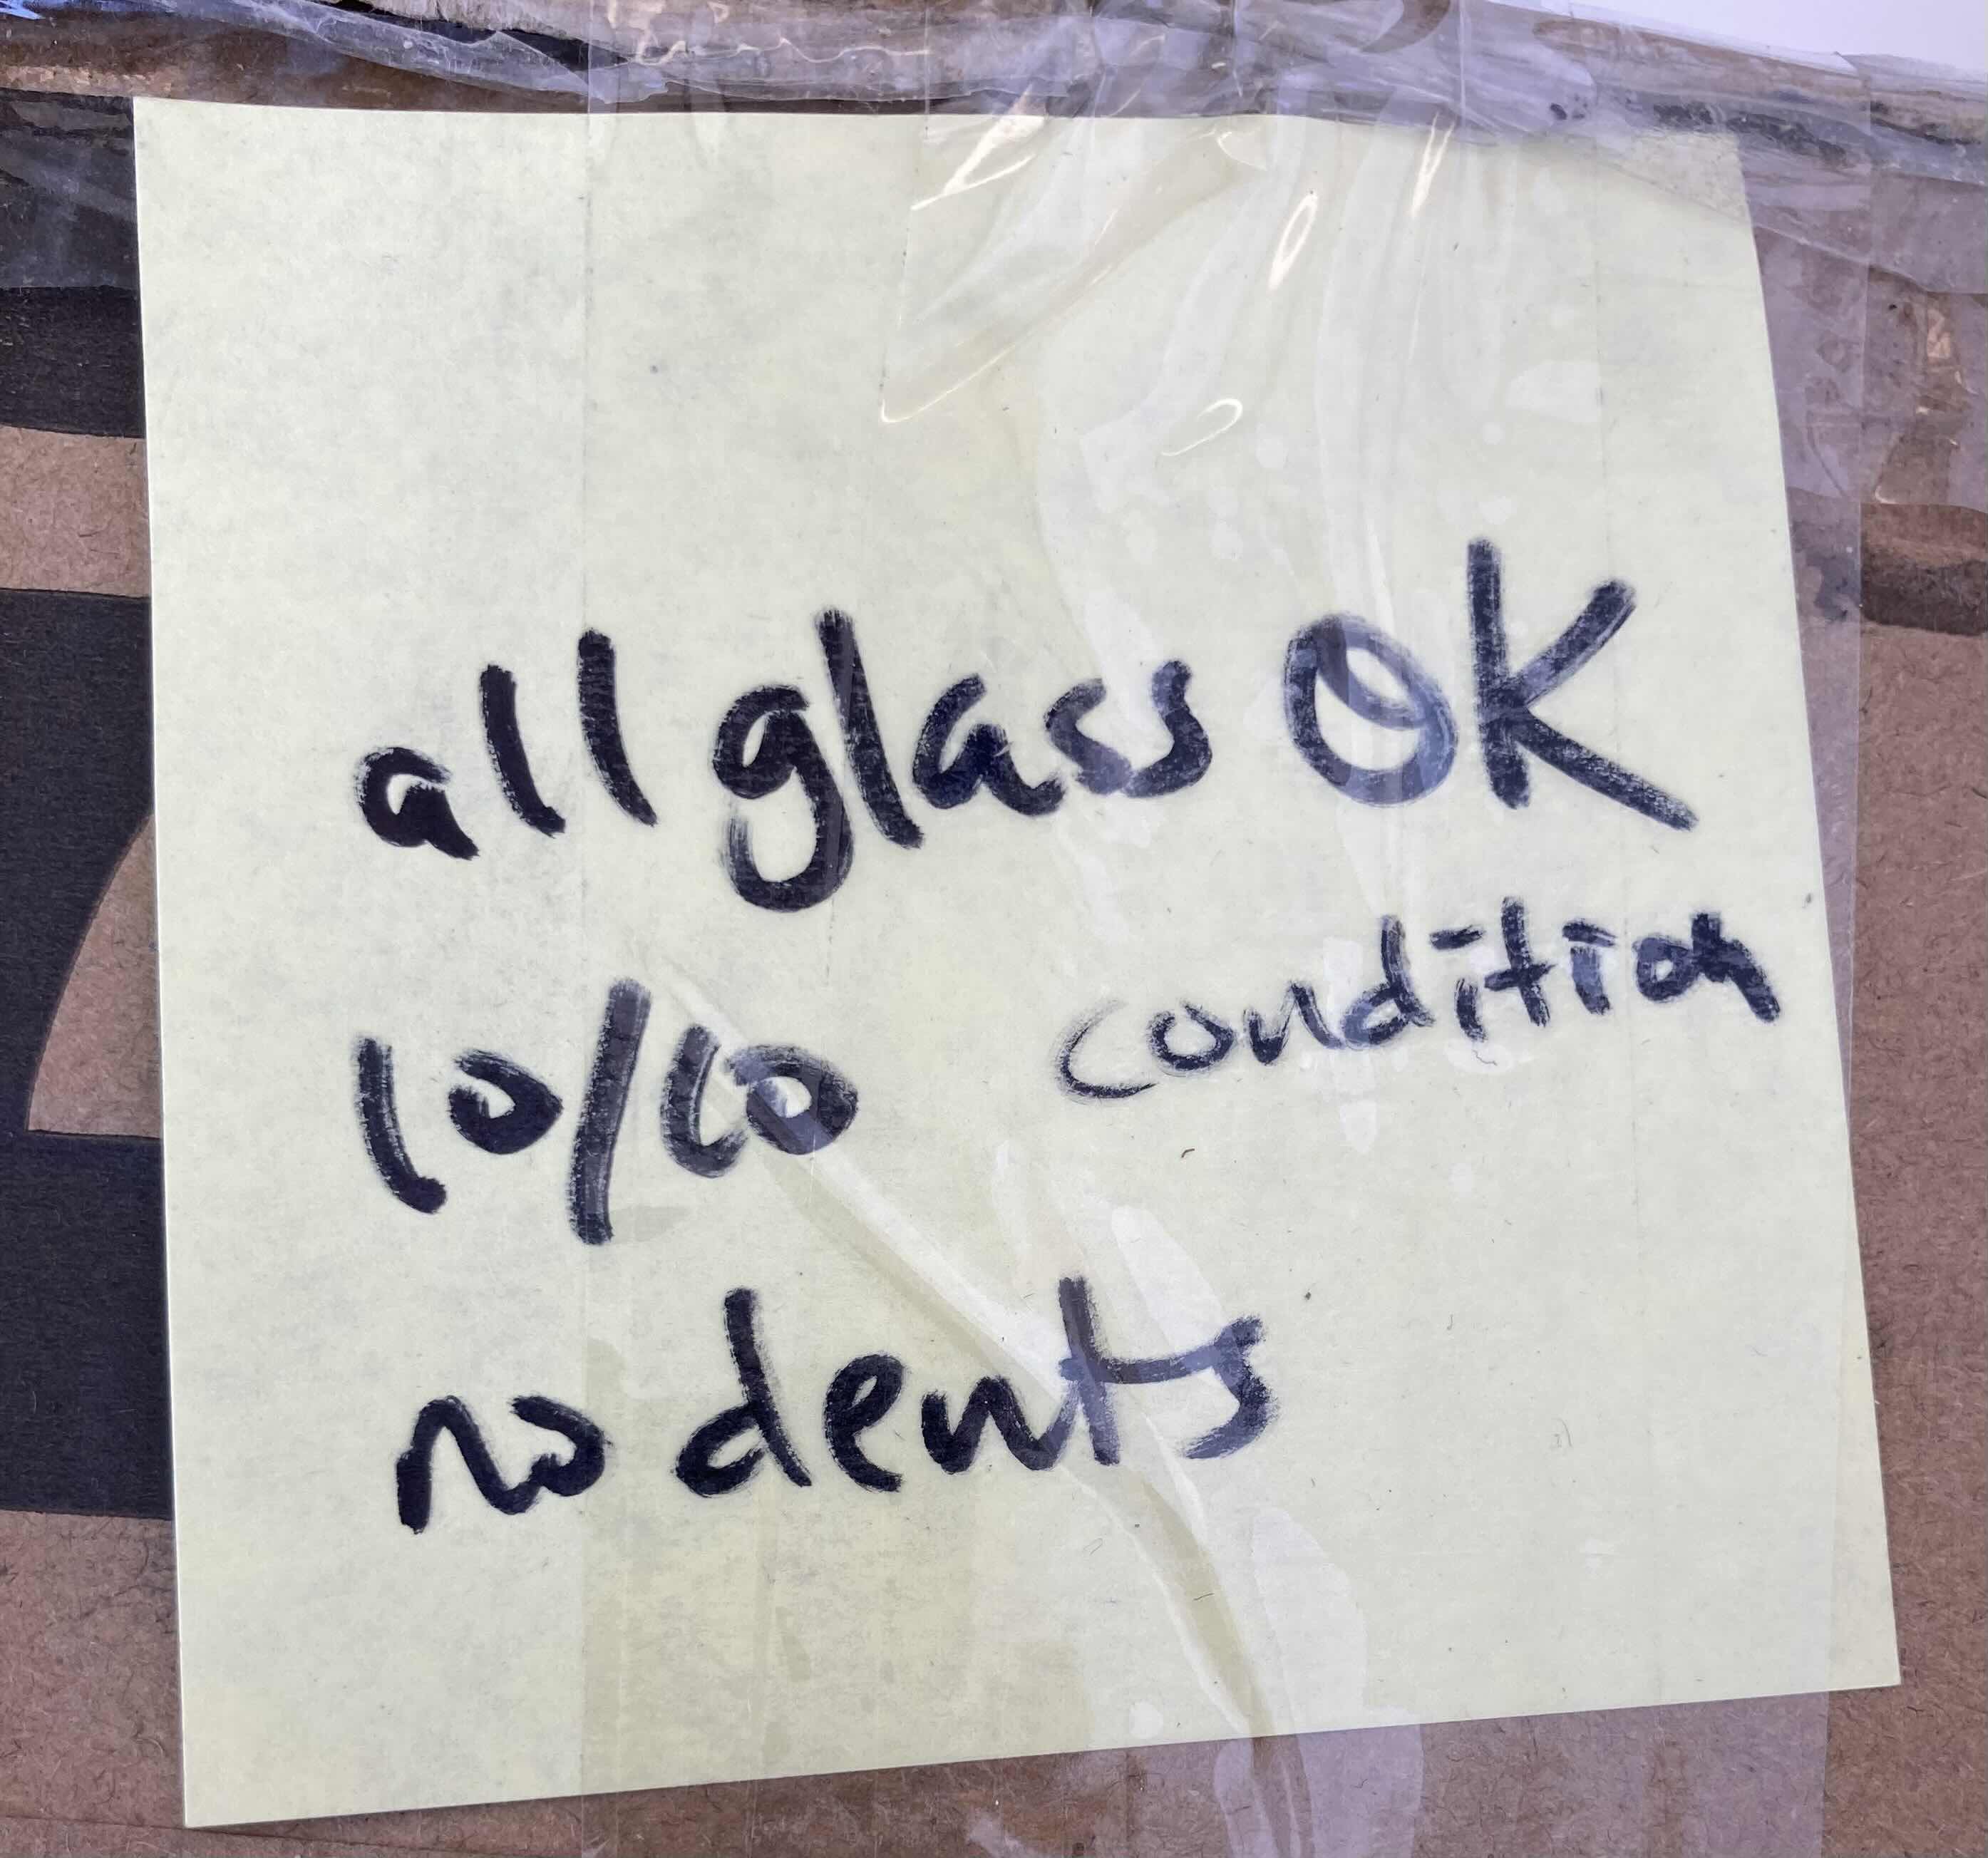 all glass OK
10/10 condition
no dents